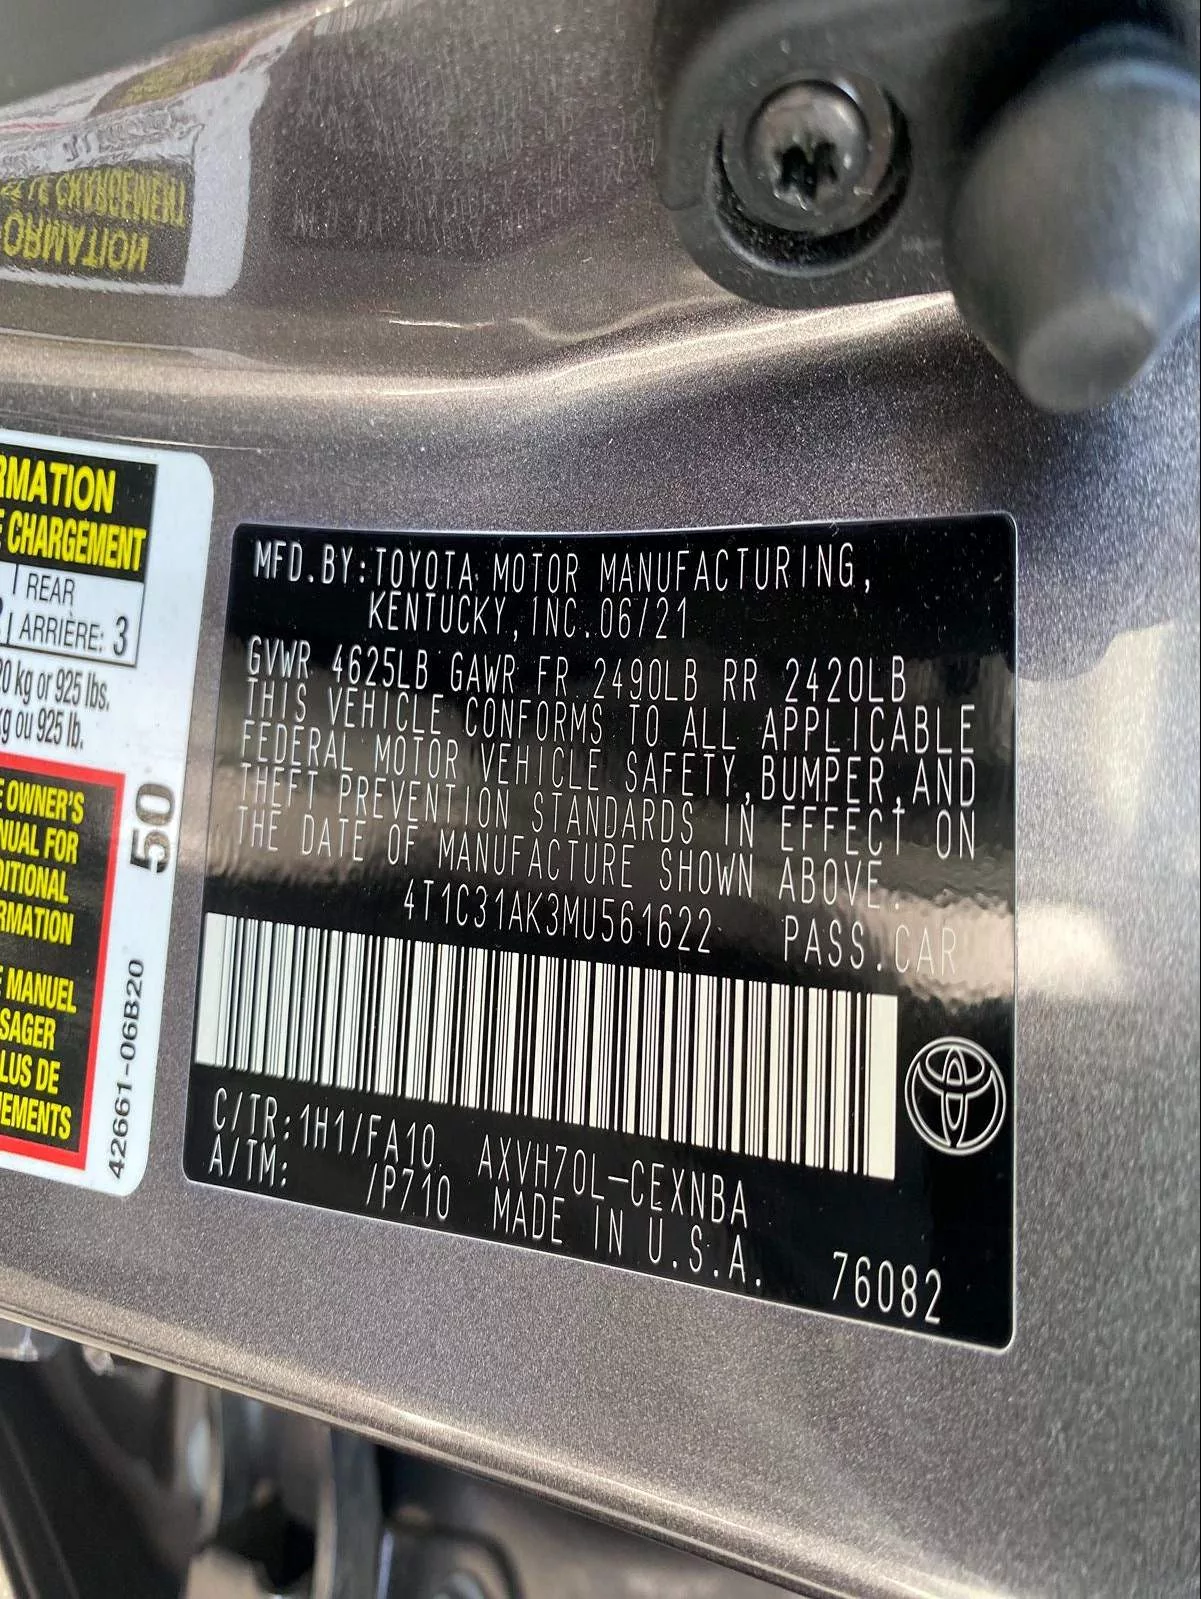 RMATION
E CHARGEMENT
REAR
ARRIÈRE: 3
kg or 925 lbs.
kg ou 925 lb.
E OWNER'S
NUAL FOR
DITIONAL
RMATION
E MANUEL
SAGER
LUS DE
EMENTS
50
42661-06B20
MFD.BY:TOYOTA MOTOR MANUFACTURING,
KENTUCKY, INC. 06/21
GVWR 4625LB GAWR FR 2490LB RR 2420LB
THIS VEHICLE CONFORMS TO ALL APPLICABLE
FEDERAL MOTOR VEHICLE SAFETY, BUMPER, AND
THEFT PREVENTION STANDARDS IN EFFECT ON
THE DATE OF MANUFACTURE SHOWN ABOVE.
4T1C31AK3MU561622 PASS.CAR
C/TR:1H1/FA10 AXVH70L-CEXNBA
A/TM: /P710 MADE IN U.S.A.
76082